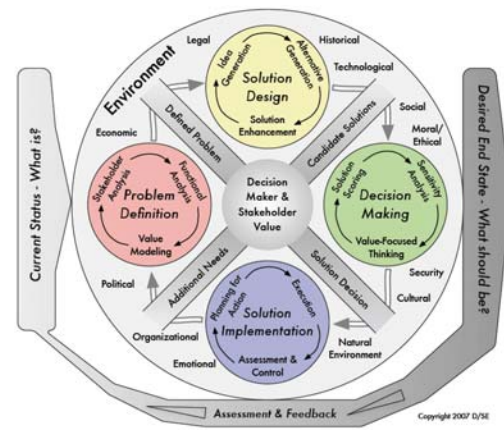 Environment
Legal
Historical
Technological
Social
Moral/
Ethical
Security
Cultural
Natural
Environment
Emotional
Organizational
Political
Economic
Idea
Generation
Alternative
Generation
Solution
Design
Solution
Enhancement
Defined Problem
Candidate Solutions
Stakeholder
Analysis
Functional
Analysis
Problem
Definition
Value
Modeling
Decision
Maker &
Stakeholder
Value
Solution
Scoring
Sensitivity
Analysis
Decision
Making
Value-Focused
Thinking
Additional Needs
Solution Decision
Planning for
Action
Execution
Solution
Implementation
Assessment &
Control
Current Status - What is?
Desired End State - What should be?
Assessment & Feedback
Copyright 2007 D/SE